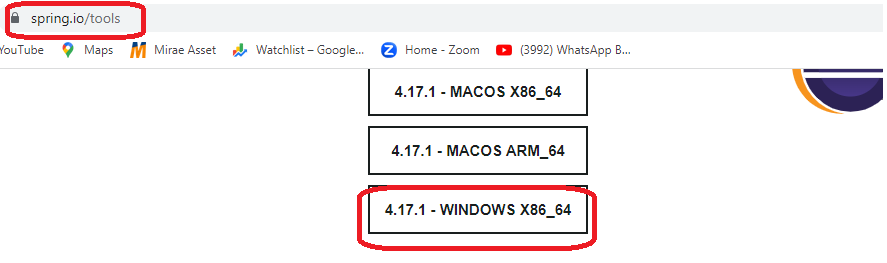 spring.io/tools
YouTube Maps Mirae Asset Watchlist – Google... Home - Zoom (3992) WhatsApp B...
4.17.1 - MACOS X86_64
4.17.1 - MACOS ARM_64
4.17.1 - WINDOWS X86_64